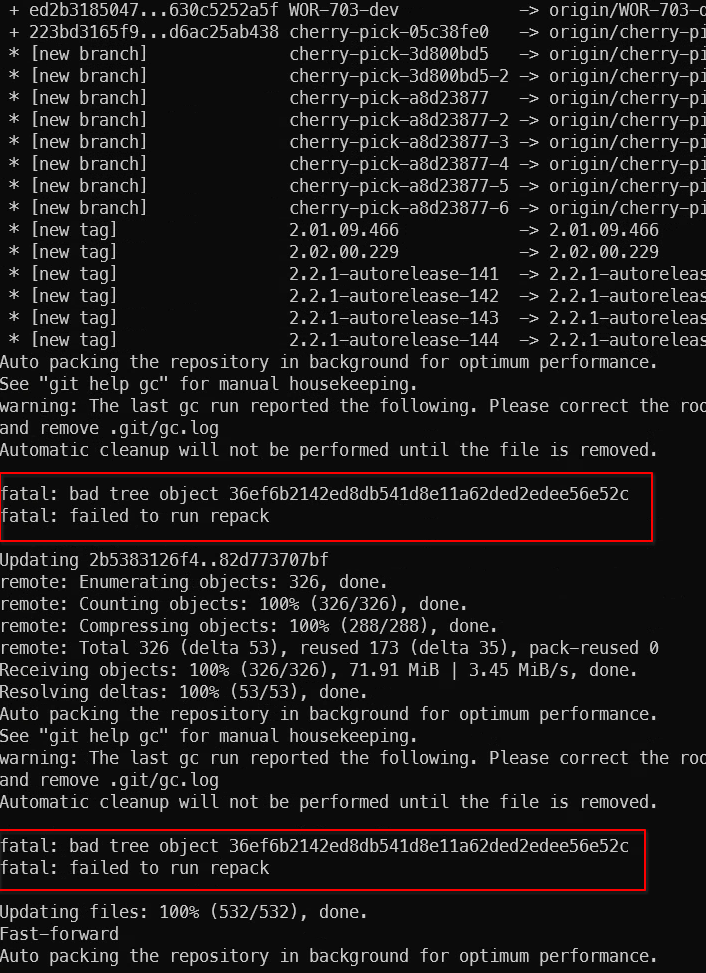 + ed2b3185047...630c5252a5f WOR-703-dev -> origin/WOR-703-d
+ 223bd3165f9...d6ac25ab438 cherry-pick-05c38fe0 -> origin/cherry-pi
* [new branch] cherry-pick-3d800bd5 -> origin/cherry-pi
* [new branch] cherry-pick-3d800bd5-2 -> origin/cherry-pi
* [new branch] cherry-pick-a8d23877 -> origin/cherry-pi
* [new branch] cherry-pick-a8d23877-2 -> origin/cherry-pi
* [new branch] cherry-pick-a8d23877-3 -> origin/cherry-pi
* [new branch] cherry-pick-a8d23877-4 -> origin/cherry-pi
* [new branch] cherry-pick-a8d23877-5 -> origin/cherry-pi
* [new branch] cherry-pick-a8d23877-6 -> origin/cherry-pi
* [new tag] 2.01.09.466 -> 2.01.09.466
* [new tag] 2.02.00.229 -> 2.02.00.229
* [new tag] 2.2.1-autorelease-141 -> 2.2.1-autoreleas
* [new tag] 2.2.1-autorelease-142 -> 2.2.1-autoreleas
* [new tag] 2.2.1-autorelease-143 -> 2.2.1-autoreleas
* [new tag] 2.2.1-autorelease-144 -> 2.2.1-autoreleas
Auto packing the repository in background for optimum performance.
See "git help gc" for manual housekeeping.
warning: The last gc run reported the following. Please correct the roo
and remove .git/gc.log
Automatic cleanup will not be performed until the file is removed.
fatal: bad tree object 36ef6b2142ed8db541d8e11a62ded2edee56e52c
fatal: failed to run repack
Updating 2b5383126f4..82d773707bf
remote: Enumerating objects: 326, done.
remote: Counting objects: 100% (326/326), done.
remote: Compressing objects: 100% (288/288), done.
remote: Total 326 (delta 53), reused 173 (delta 35), pack-reused 0
Receiving objects: 100% (326/326), 71.91 MiB | 3.45 MiB/s, done.
Resolving deltas: 100% (53/53), done.
Auto packing the repository in background for optimum performance.
See "git help gc" for manual housekeeping.
warning: The last gc run reported the following. Please correct the roo
and remove .git/gc.log
Automatic cleanup will not be performed until the file is removed.
fatal: bad tree object 36ef6b2142ed8db541d8e11a62ded2edee56e52c
fatal: failed to run repack
Updating files: 100% (532/532), done.
Fast-forward
Auto packing the repository in background for optimum performance.